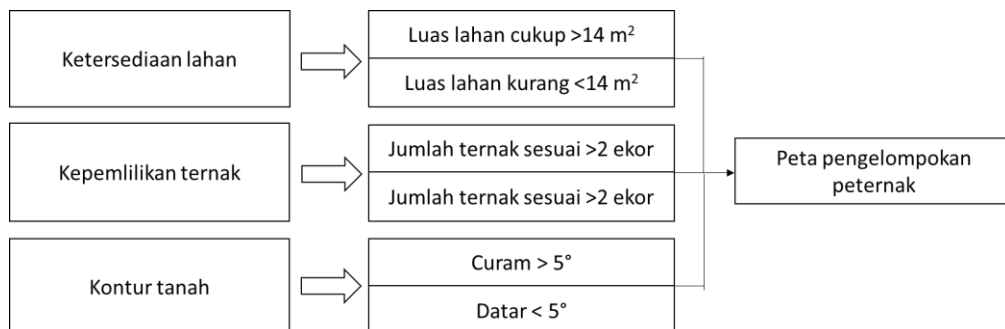 Ketersediaan lahan
Luas lahan cukup >14 m²
Luas lahan kurang <14 m²
Kepemlilikan ternak
Jumlah ternak sesuai >2 ekor
Jumlah ternak sesuai >2 ekor
Kontur tanah
Curam > 5°
Datar < 5°
Peta pengelompokan
peternak